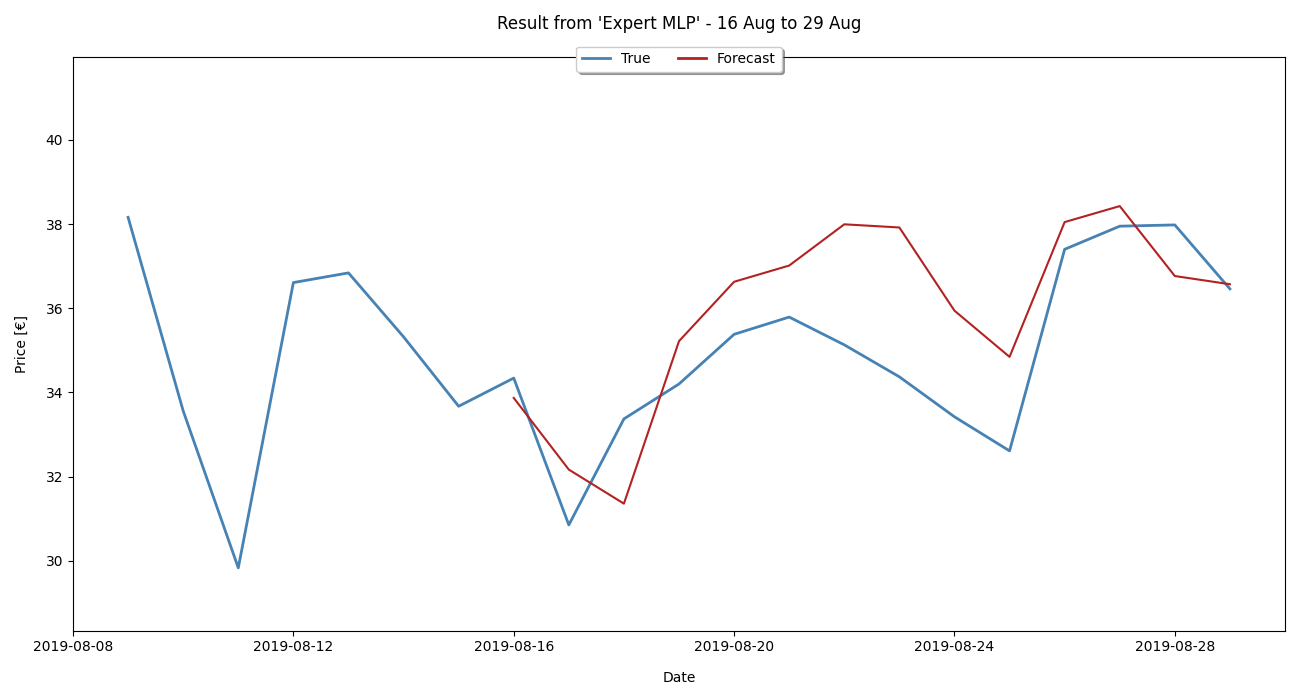 Result from 'Expert MLP' - 16 Aug to 29 Aug
True Forecast
40
38
36
34
32
30
Price [€]
2019-08-08 2019-08-12 2019-08-16 2019-08-20 2019-08-24 2019-08-28
Date